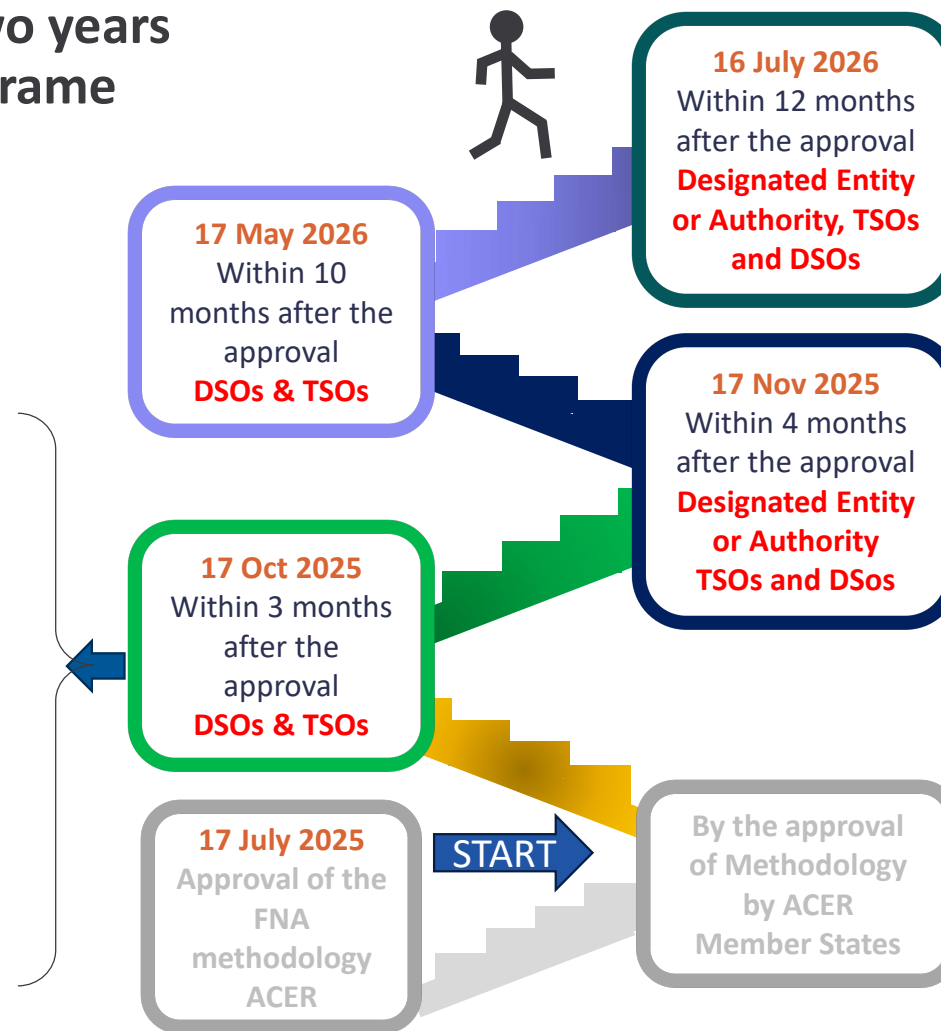 years
rame
16 July 2026
Within 12 months
after the approval
Designated Entity
or Authority, TSOs
and DSOs
17 May 2026
Within 10
months after the
approval
DSOs & TSOs
17 Nov 2025
Within 4 months
after the approval
Designated Entity
or Authority
TSOs and DSos
17 Oct 2025
Within 3 months
after the
approval
DSOs & TSOs
17 July 2025
Approval of the
FNA
methodology
ACER
START
By the approval
of Methodology
by ACER
Member States